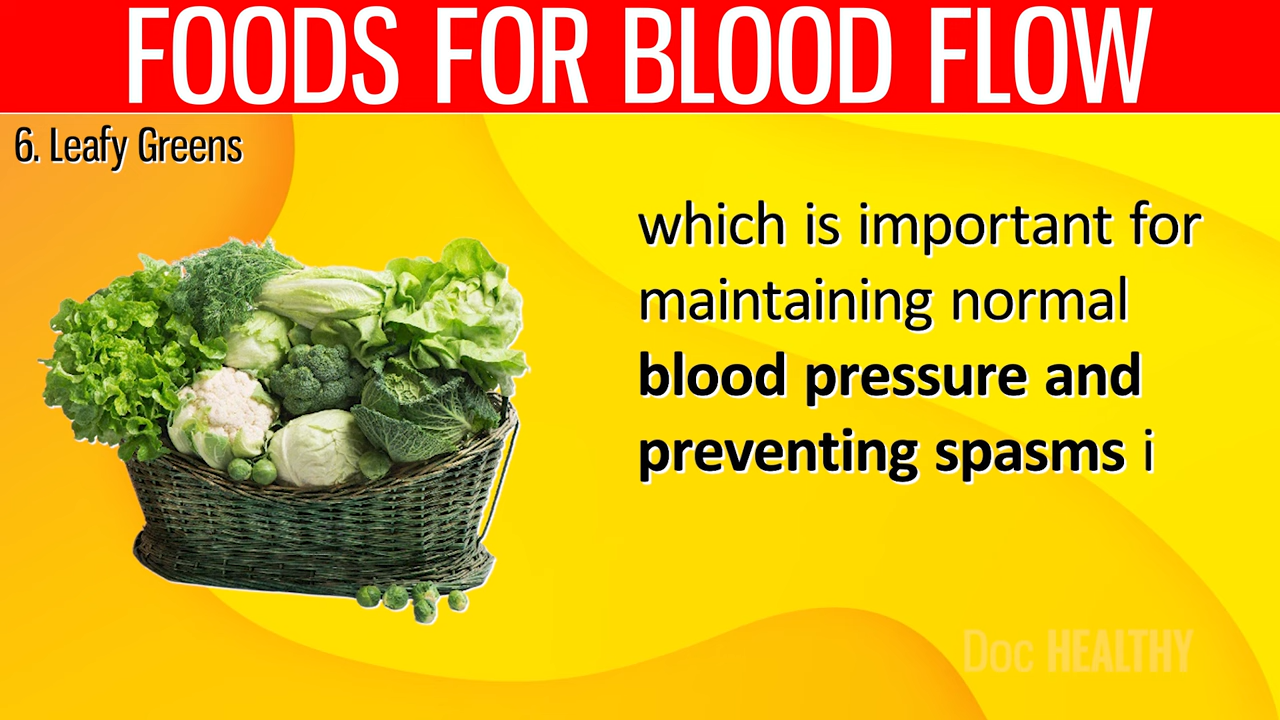 FOODS FOR BLOOD FLOW
6. Leafy Greens
which is important for
maintaining normal
blood pressure and
preventing spasms i
Doc HEALTHY